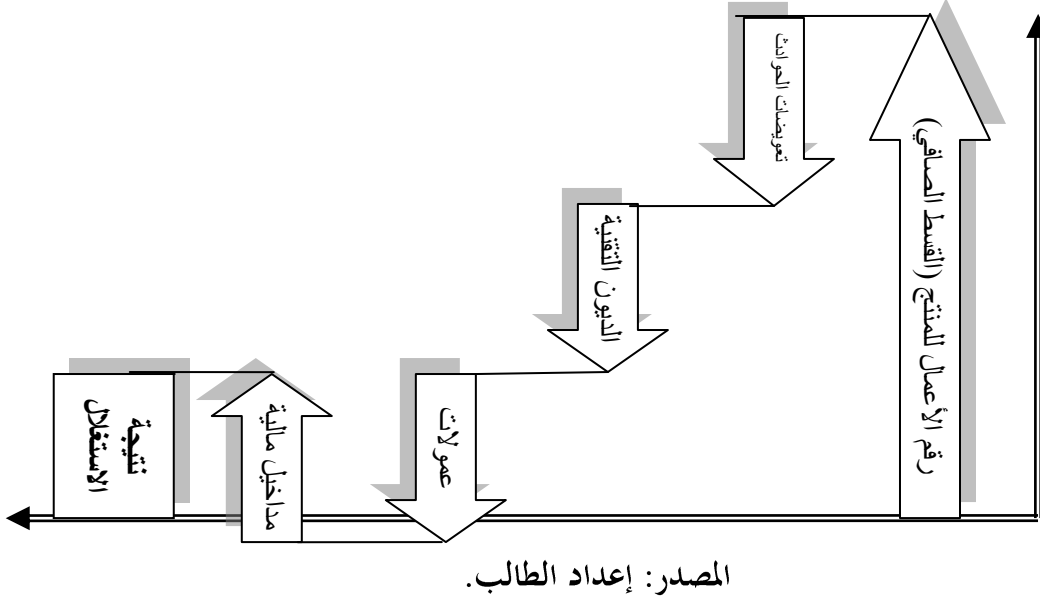 رقم الأعمال للمنتج (القسط الصافي)
تعويضات الحوادث
الديون التقنية
عمولات
مداخيل مالية
نتيجة
الاستغلال
المصدر: إعداد الطالب.